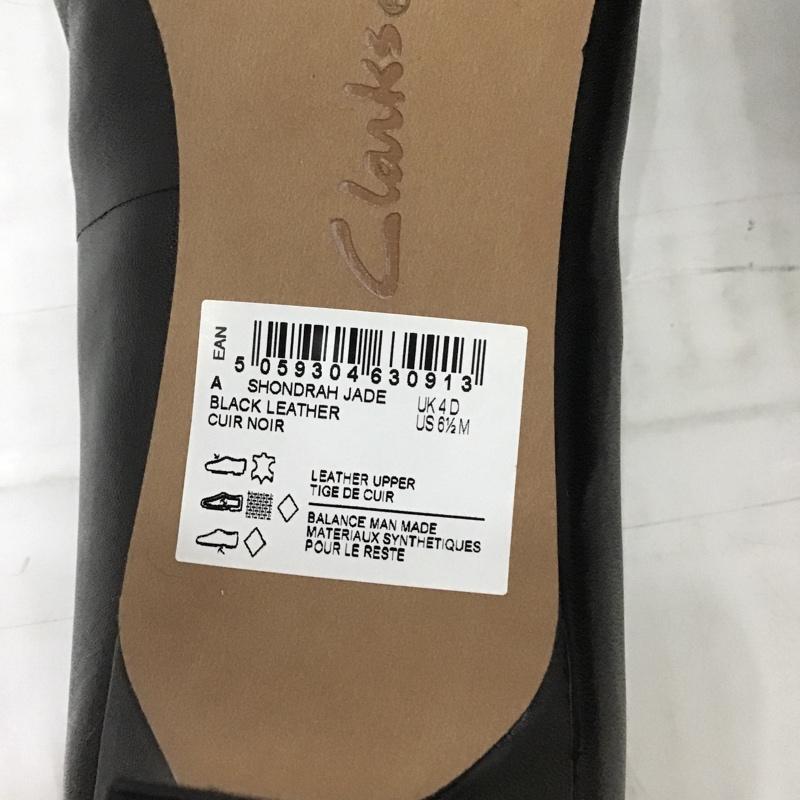 Clarks®
EAN
5 059304 630913
A SHONDRAH JADE
BLACK LEATHER UK 4 D
CUIR NOIR US 6½ M
LEATHER UPPER
TIGE DE CUIR
BALANCE MAN MADE
MATERIAUX SYNTHETIQUES
POUR LE RESTE